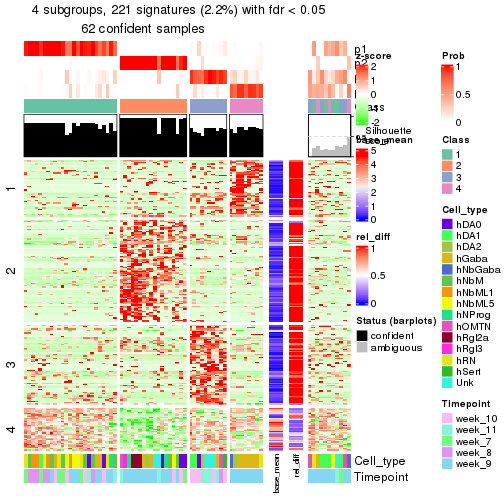 4 subgroups, 221 signatures (2.2%) with fdr < 0.05
62 confident samples
p1
z-score
2
1
0
-1
-2
Silhouette
score
base_mean
5
4
3
2
1
0
rel_diff
1
0.5
0
Status (barplots)
confident
ambiguous
Prob
1
0.5
0
Class
1
2
3
4
Cell_type
hDA0
hDA1
hDA2
hGaba
hNbGaba
hNbM
hNbML1
hNbML5
hNProg
hOMTN
hRgl2a
hRgl3
hRN
hSert
Unk
Timepoint
week_10
week_11
week_7
week_8
week_9
1
2
3
4
base_mean
rel_diff
Cell_type
Timepoint